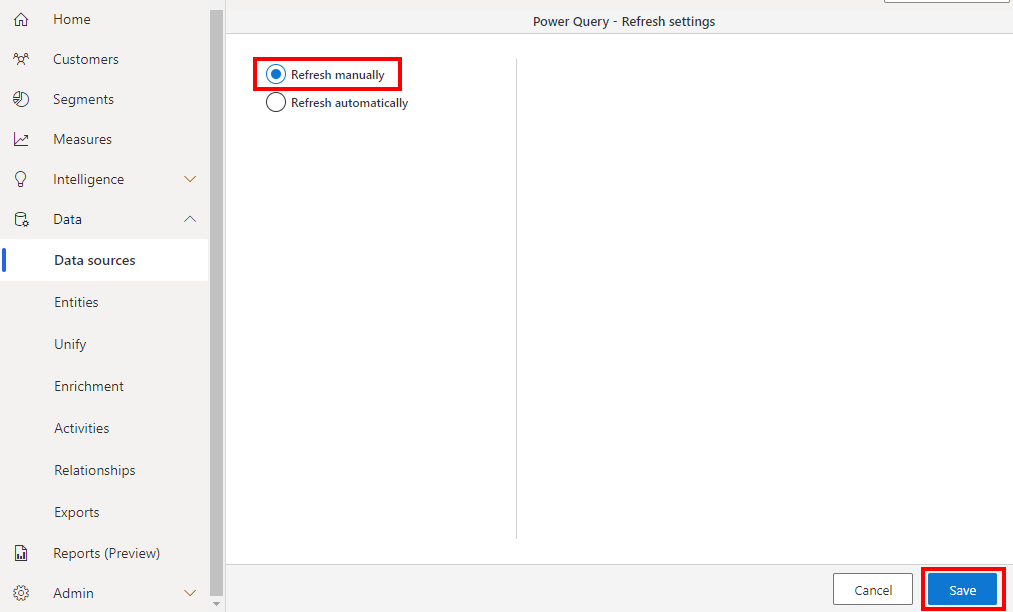 Home
Customers
Segments
Measures
Intelligence
Data
Data sources
Entities
Unify
Enrichment
Activities
Relationships
Exports
Reports (Preview)
Admin
Power Query - Refresh settings
Refresh manually
Refresh automatically
Cancel
Save